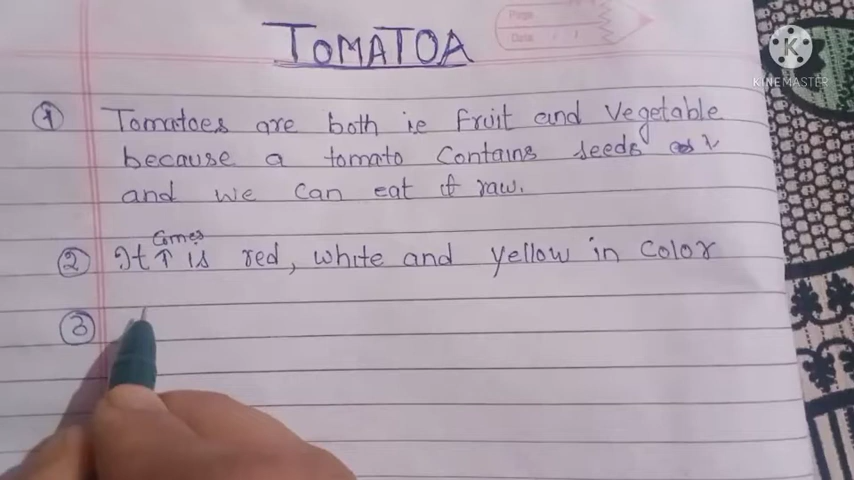 Page
Date
KINEMASTER
TOMATOA
1 Tomatoes are both ie Fruit and Vegetable
because a tomato Contains seeds
and we Can eat it raw.
Comes
2 It ↑ is red, white and yellow in Color
3